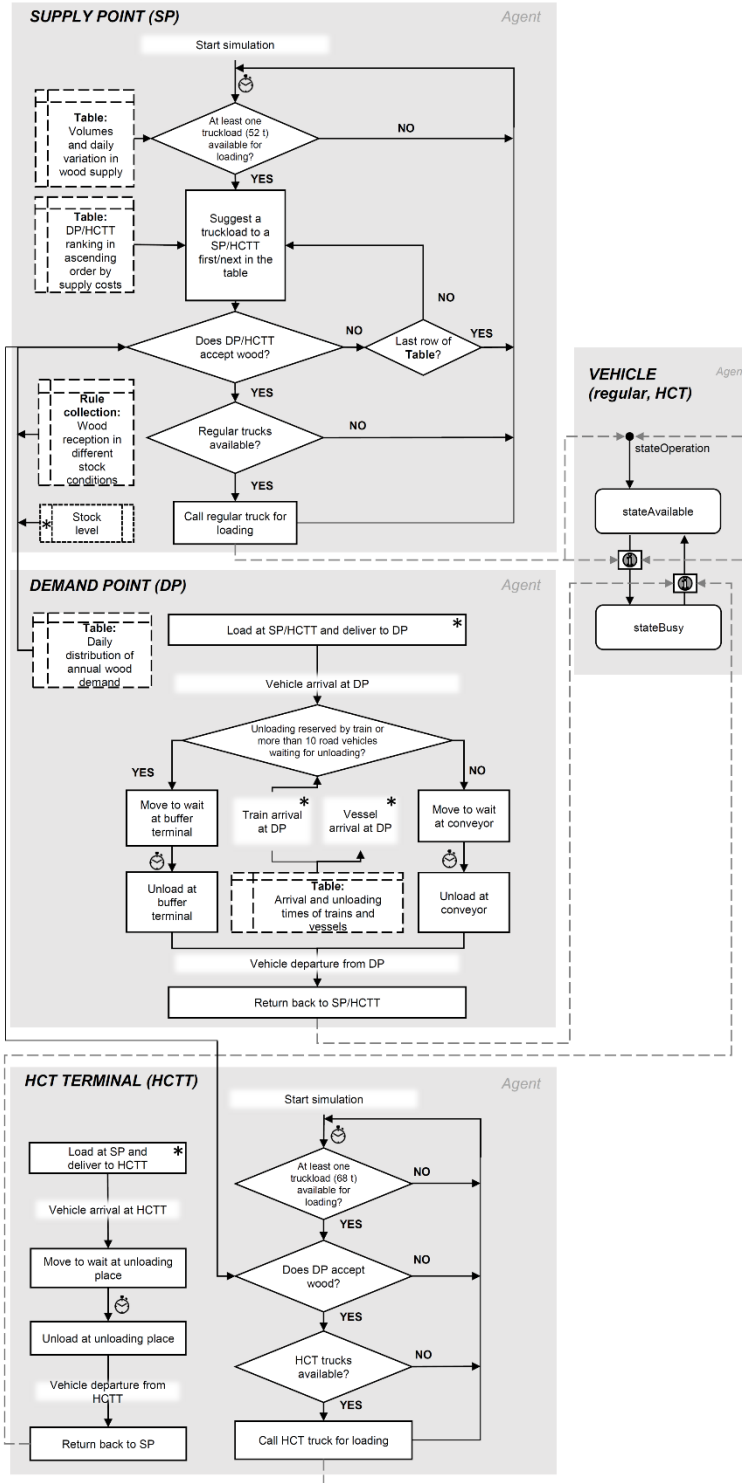 SUPPLY POINT (SP)
Agent
Start simulation
Table:
Volumes
and daily
variation in
wood supply
At least one
truckload (52 t)
available for
loading?
NO
YES
Table:
DP/HCTT
ranking in
ascending
order by
supply costs
Suggest a
truckload to a
SP/HCTT
first/next in the
table
NO
Does DP/HCTT
accept wood?
NO
Last row of
Table?
YES
YES
Rule
collection:
Wood
reception in
different
stock
conditions
Regular trucks
available?
NO
YES
* Stock
level
Call regular truck for
loading
VEHICLE
(regular, HCT)
Agent
stateOperation
stateAvailable
stateBusy
DEMAND POINT (DP)
Agent
Table:
Daily
distribution of
annual wood
demand
Load at SP/HCTT and deliver to DP *
Vehicle arrival at DP
Unloading reserved by train or
more than 10 road vehicles
waiting for unloading?
YES
NO
Move to wait
at buffer
terminal
Train arrival
at DP *
Vessel
arrival at DP *
Move to wait
at conveyor
Unload at
buffer
terminal
Table:
Arrival and unloading
times of trains and
vessels
Unload at
conveyor
Vehicle departure from DP
Return back to SP/HCTT
HCT TERMINAL (HCTT)
Agent
Start simulation
Load at SP and
deliver to HCTT *
Vehicle arrival at HCTT
Move to wait at unloading
place
Unload at unloading place
Vehicle departure from
HCTT
Return back to SP
At least one
truckload (68 t)
available for
loading?
NO
YES
Does DP accept
wood?
NO
YES
HCT trucks
available?
NO
YES
Call HCT truck for loading